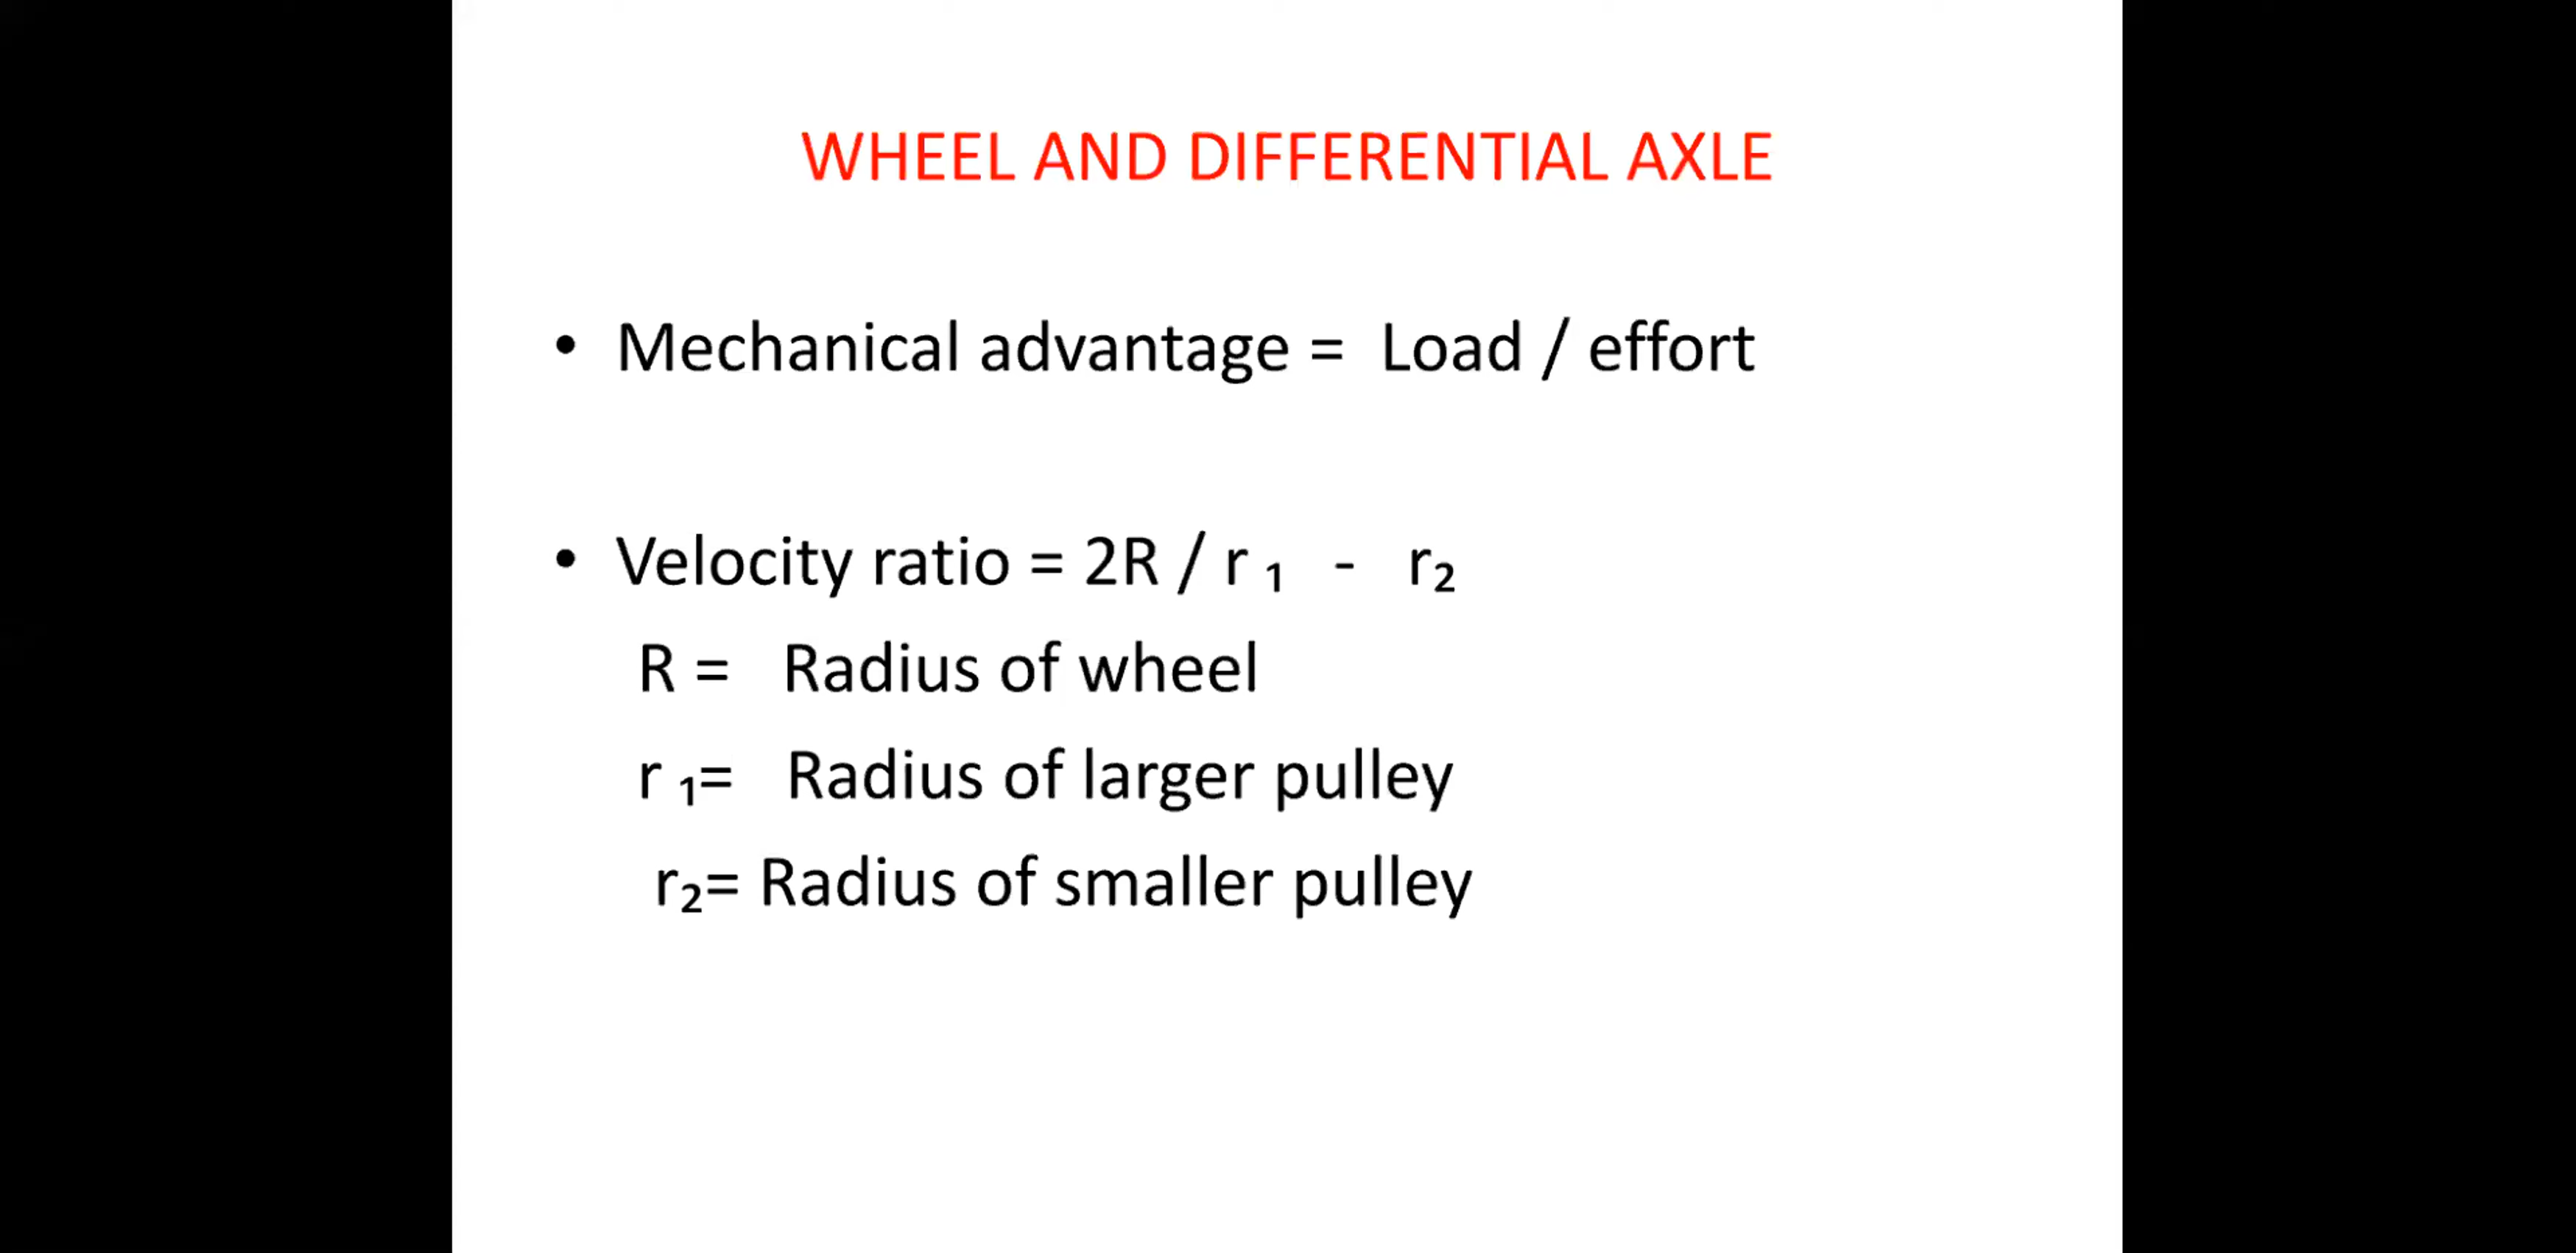 WHEEL AND DIFFERENTIAL AXLE
• Mechanical advantage = Load / effort
• Velocity ratio = 2R / r ₁ - r₂
R = Radius of wheel
r ₁= Radius of larger pulley
r₂= Radius of smaller pulley